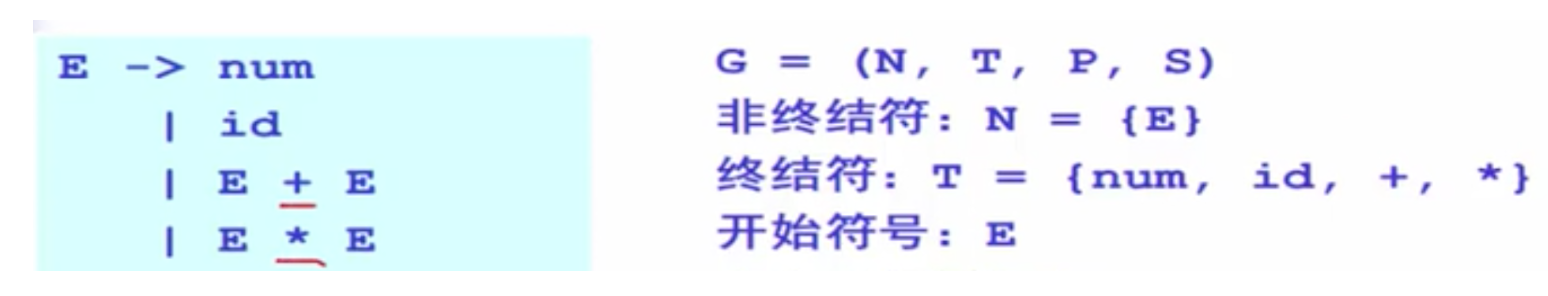 E -> num
| id
| E + E
| E * E
G = (N, T, P, S)
非终结符：N = {E}
终结符：T = {num, id, +, *}
开始符号：E